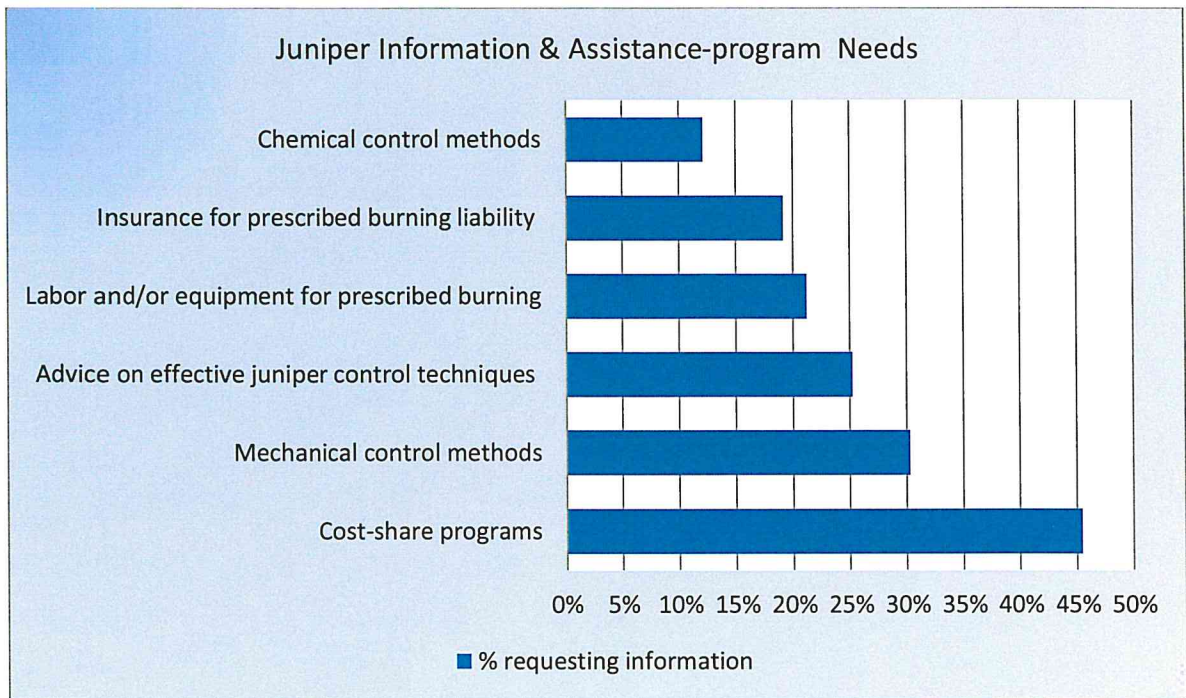 Juniper Information & Assistance-program Needs
Chemical control methods
Insurance for prescribed burning liability
Labor and/or equipment for prescribed burning
Advice on effective juniper control techniques
Mechanical control methods
Cost-share programs
0% 5% 10% 15% 20% 25% 30% 35% 40% 45% 50%
% requesting information